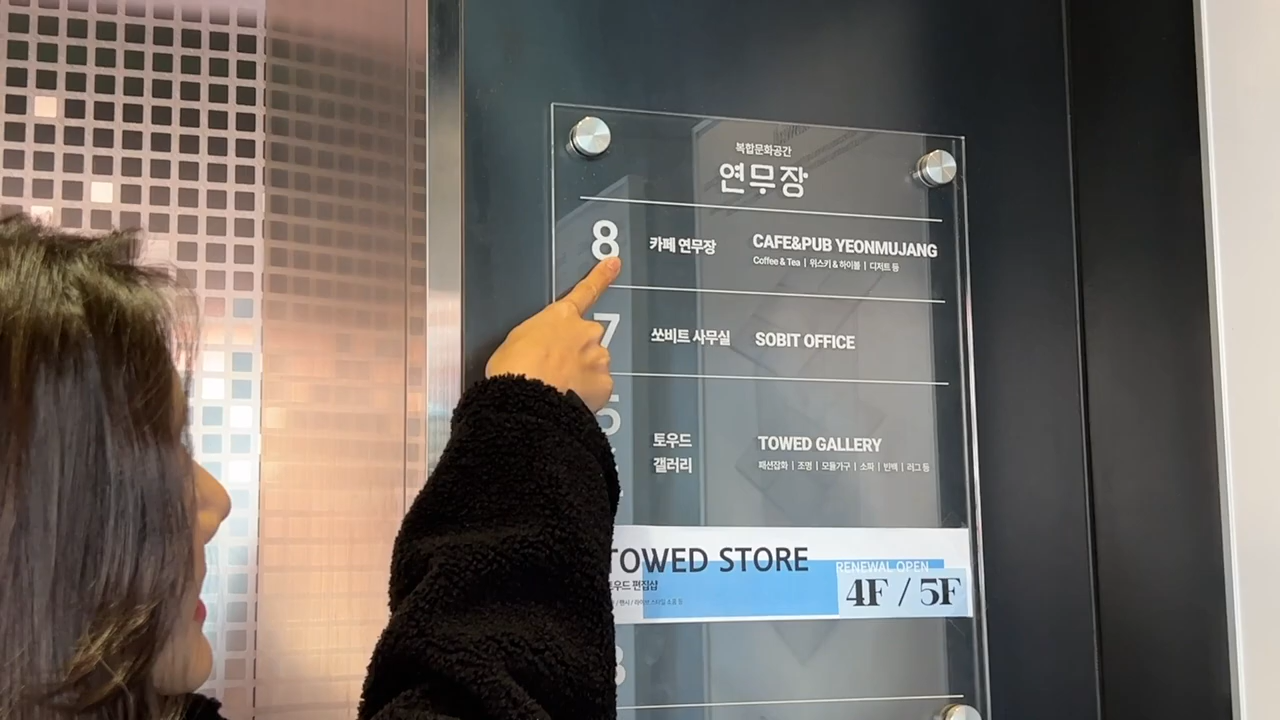 복합문화공간
연무장
8 카페 연무장 CAFE&PUB YEONMUJANG
Coffee & Tea | 위스키 & 하이볼 | 디저트 등
7 쏘비트 사무실 SOBIT OFFICE
토우드
갤러리
TOWED GALLERY
패션잡화 | 조명 | 모듈가구 | 소파 | 빈백 | 러그 등
TOWED STORE
RENEWAL OPEN
토우드 편집샵
4F / 5F